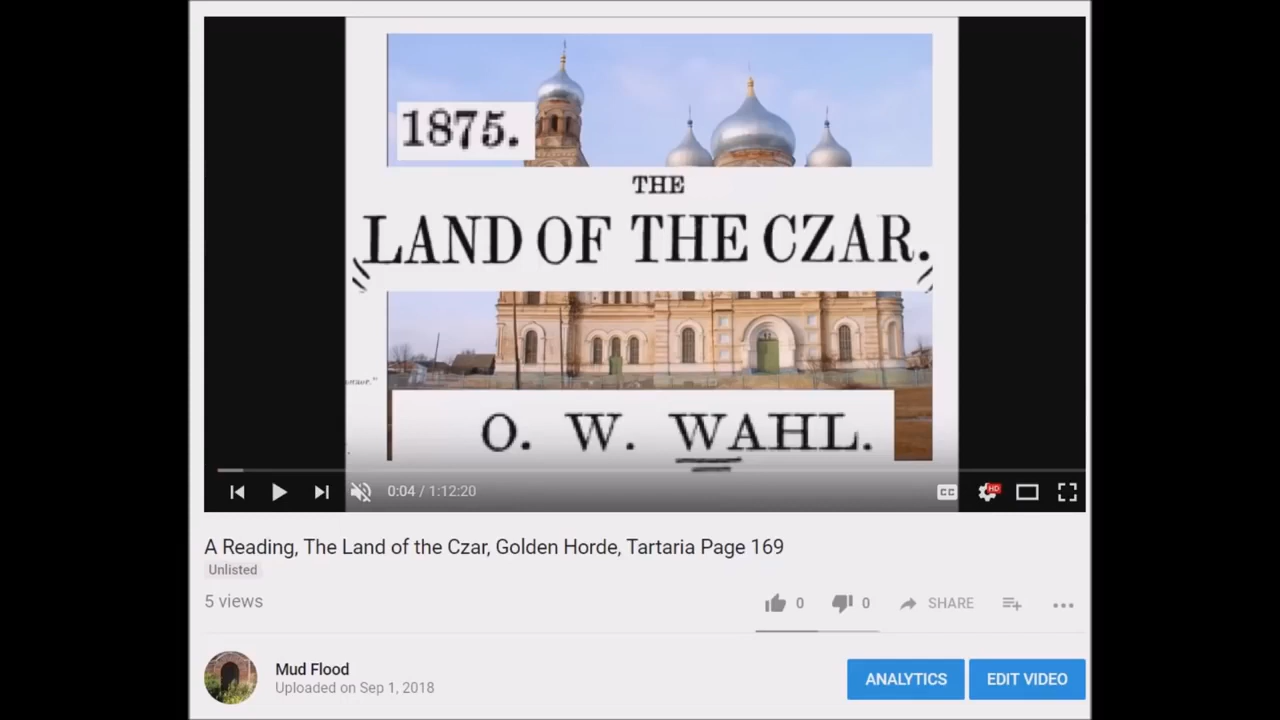 1875.
THE
LAND OF THE CZAR.
O. W. WAHL.
0:04 / 1:12:20
CC
HD
A Reading, The Land of the Czar, Golden Horde, Tartaria Page 169
Unlisted
5 views
0 0 SHARE
Mud Flood
Uploaded on Sep 1, 2018
ANALYTICS EDIT VIDEO